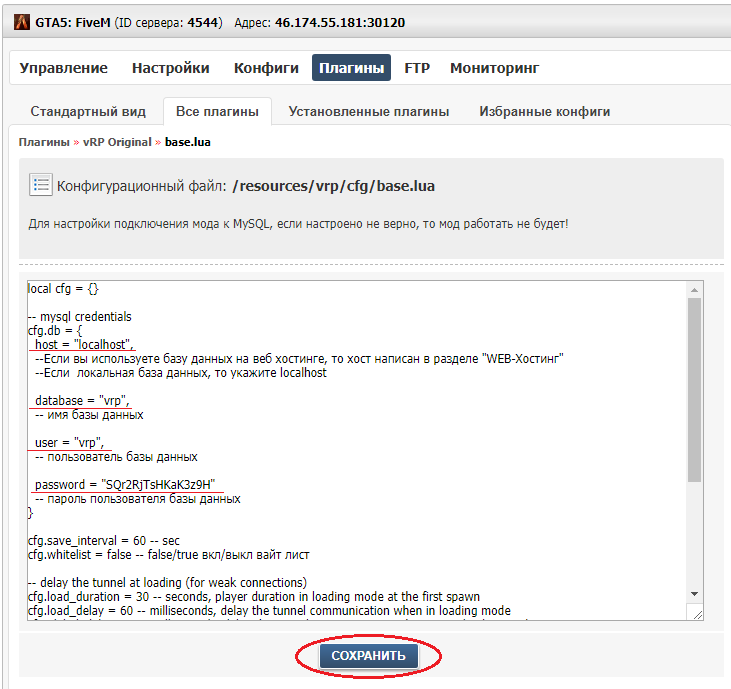 GTA5: FiveM (ID сервера: 4544) Адрес: 46.174.55.181:30120
Управление Настройки Конфиги Плагины FTP Мониторинг
Стандартный вид Все плагины Установленные плагины Избранные конфиги
Плагины » vRP Original » base.lua
Конфигурационный файл: /resources/vrp/cfg/base.lua
Для настройки подключения мода к MySQL, если настроено не верно, то мод работать не будет!
local cfg = {}
-- mysql credentials
cfg.db = {
host = "localhost",
--Если вы используете базу данных на веб хостинге, то хост написан в разделе "WEB-Хостинг"
--Если  локальная база данных, то укажите localhost
database = "vrp",
-- имя базы данных
user = "vrp",
-- пользователь базы данных
password = "SQr2RjTsHKaK3z9H"
-- пароль пользователя базы данных
}
cfg.save_interval = 60 -- sec
cfg.whitelist = false -- false/true вкл/выкл вайт лист
-- delay the tunnel at loading (for weak connections)
cfg.load_duration = 30 -- seconds, player duration in loading mode at the first spawn
cfg.load_delay = 60 -- milliseconds, delay the tunnel communication when in loading mode
СОХРАНИТЬ